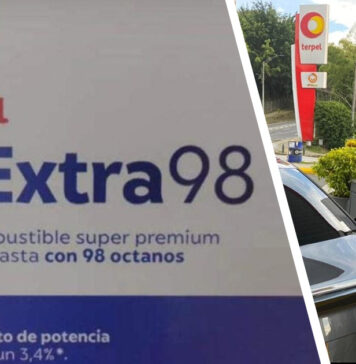 Extra98
bustible super premium
asta con 98 octanos
to de potencia
un 3,4%*.
terpel